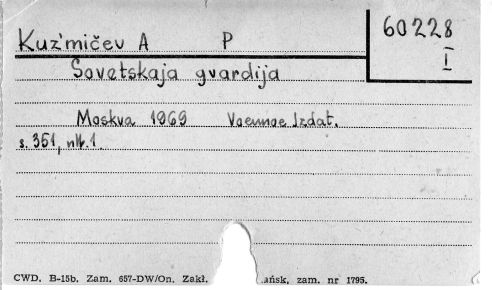 60228
I
Kuz'mičev A P
Sovetskaja gvardija
Moskva 1969 Voennoe Izdat.
s. 351, nlb. 1.
CWD. B-15b. Zam. 657-DW/On. Zakł. ańsk, zam. nr 1795.